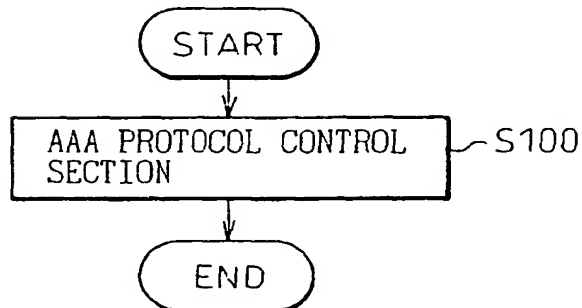 START
AAA PROTOCOL CONTROL
SECTION
S100
END